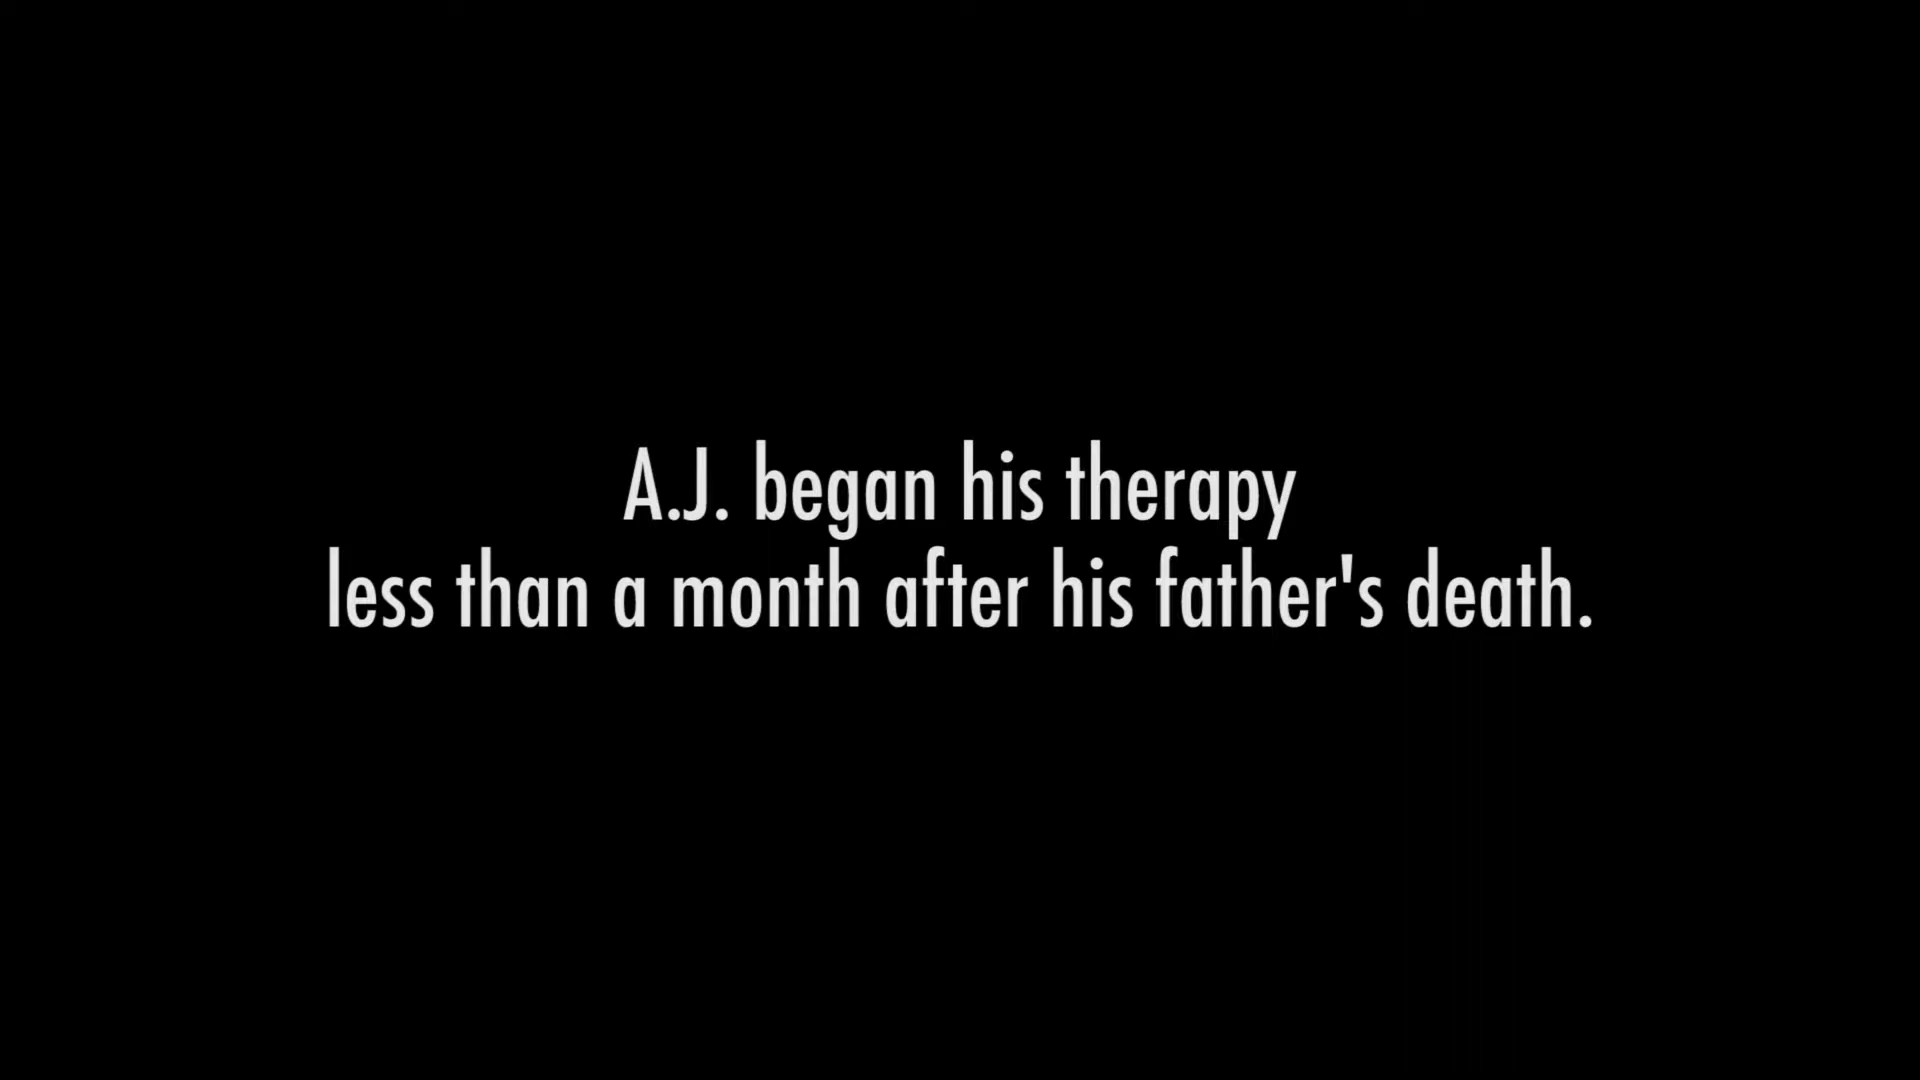 A.J. began his therapy
less than a month after his father's death.